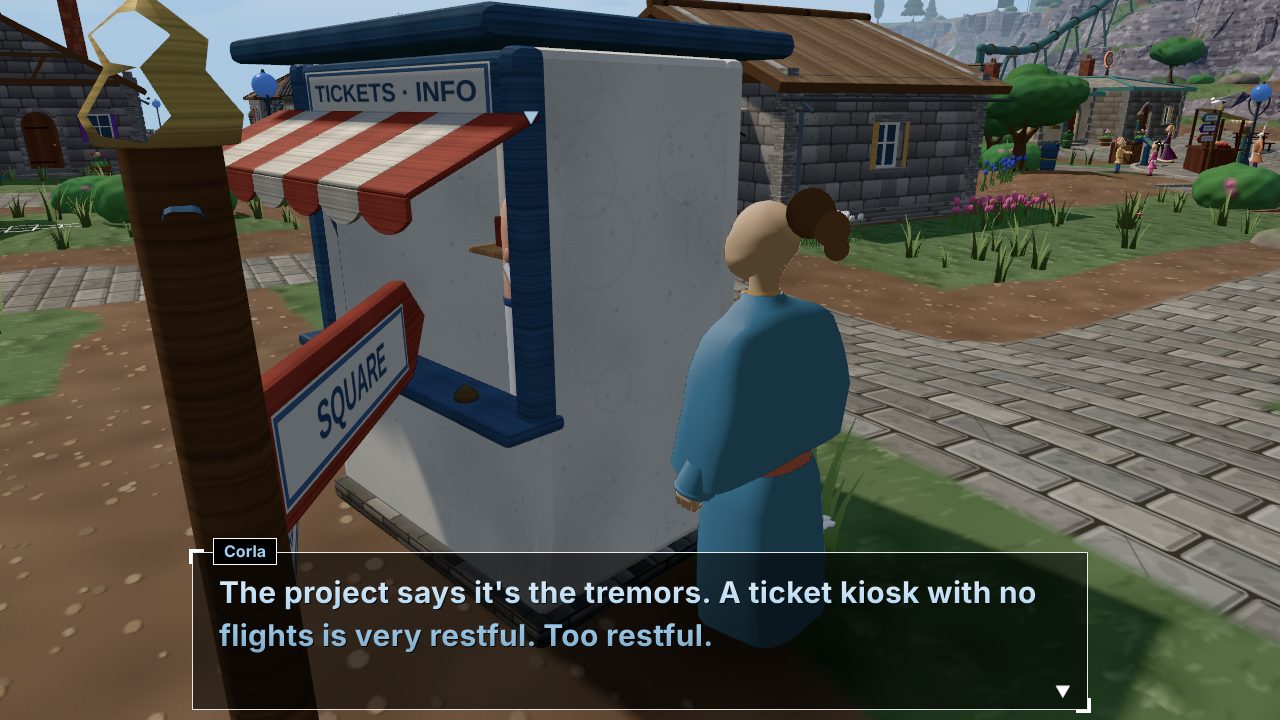 TICKETS · INFO
SQUARE
Corla
The project says it's the tremors. A ticket kiosk with no
flights is very restful. Too restful.